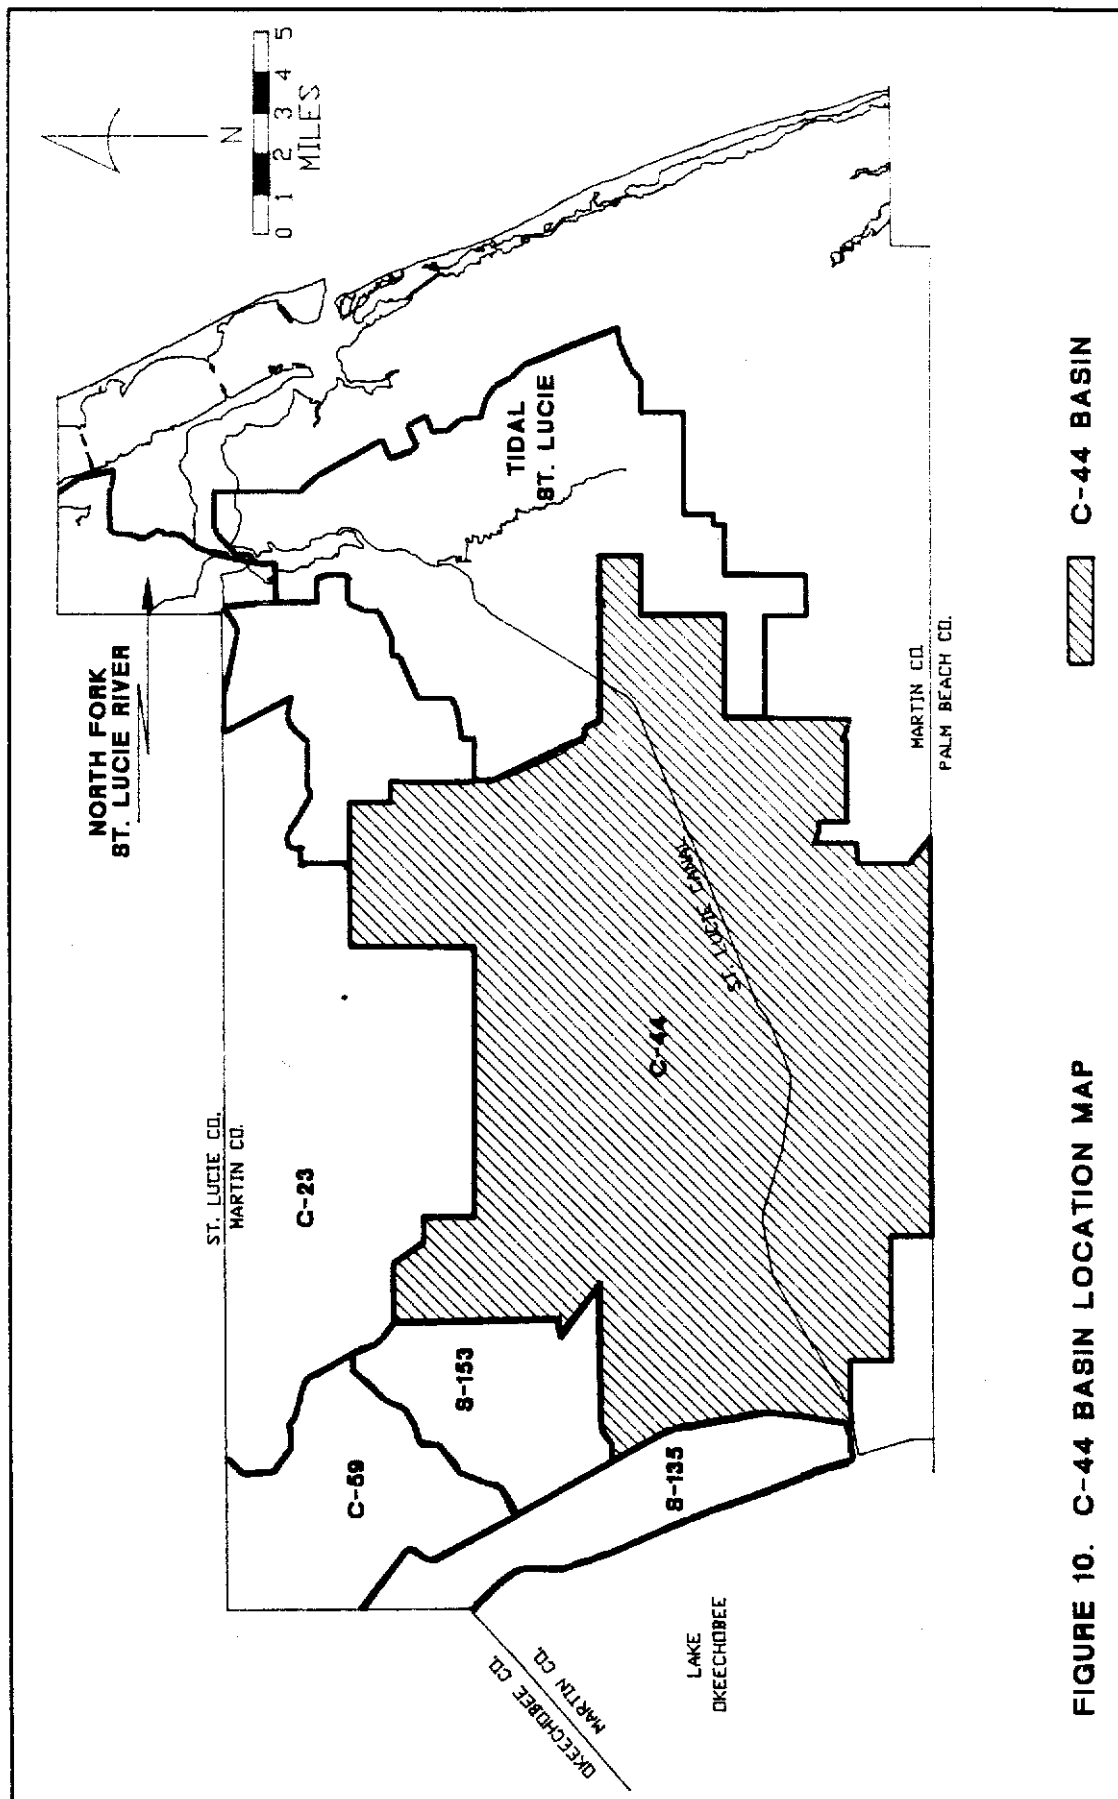 N
0 1 2 3 4 5
MILES
NORTH FORK
ST. LUCIE RIVER
TIDAL
ST. LUCIE
ST. LUCIE CO.
MARTIN CO.
C-23
C-59
S-153
S-135
C-44
ST. LUCIE CANAL
OKEECHOBEE CO.
MARTIN CO.
LAKE
OKEECHOBEE
MARTIN CO.
PALM BEACH CO.
C-44 BASIN
FIGURE 10. C-44 BASIN LOCATION MAP